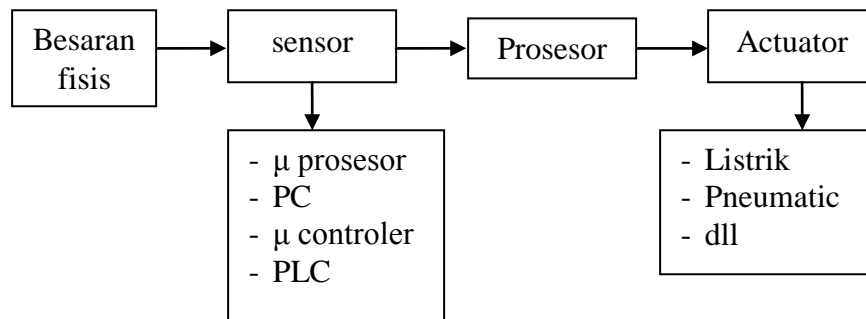 Besaran
fisis
sensor
Prosesor
Actuator
- μ prosesor
- PC
- μ controler
- PLC
- Listrik
- Pneumatic
- dll